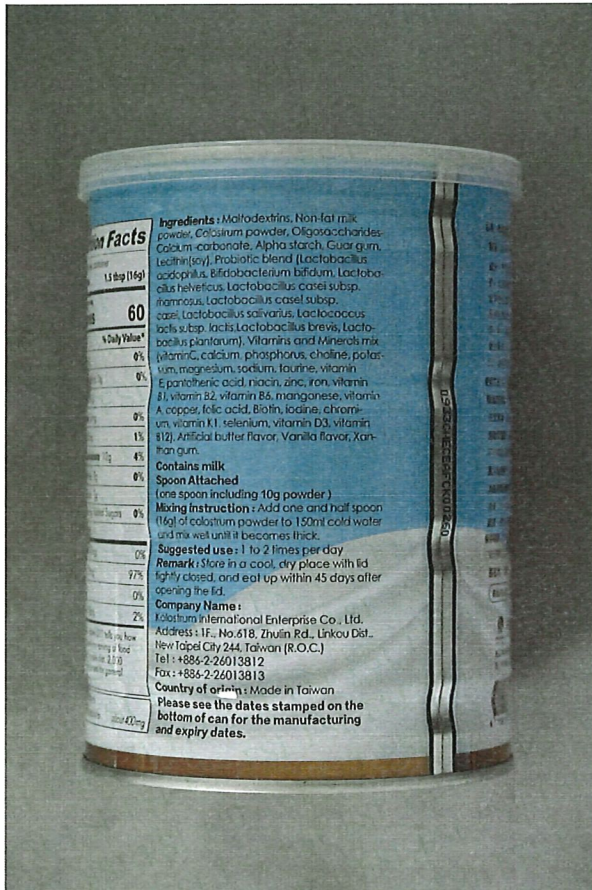 on Facts
1.5 tbsp (16g)
60
% Daily Value*
0%
0%
0%
1%
4%
0%
0%
0%
97%
0%
2%
about 400mg
Ingredients : Maltodextrins, Non-fat milk
powder, Colostrum powder, Oligosaccharides,
Calcium carbonate, Alpha starch, Guar gum,
Lecithin(soy), Probiotic blend (Lactobacillus
acidophilus, Bifidobacterium bifidum, Lactoba-
cillus helveticus, Lactobacillus casei subsp.
rhamnosus, Lactobacillus casei subsp.
casei, Lactobacillus salivarius, Lactococcus
lactis subsp. lactis,Lactobacillus brevis, Lacto-
bacillus plantarum), Vitamins and Minerals mix
(vitaminC, calcium, phosphorus, choline, potas-
sium, magnesium, sodium, taurine, vitamin
E, pantothenic acid, niacin, zinc, iron, vitamin
B1, vitamin B2, vitamin B6, manganese, vitamin
A, copper, folic acid, Biotin, iodine, chromi-
um, vitamin K1, selenium, vitamin D3, vitamin
B12), Artificial butter flavor, Vanilla flavor, Xan-
than gum.
Contains milk
Spoon Attached
(one spoon including 10g powder )
Mixing instruction : Add one and half spoon
(16g) of colostrum powder to 150ml cold water
and mix well until it becomes thick.
Suggested use : 1 to 2 times per day
Remark : Store in a cool, dry place with lid
tightly closed, and eat up within 45 days after
opening the lid.
Company Name :
Kolostrum International Enterprise Co., Ltd.
Address : 1F., No.618, Zhulin Rd., Linkou Dist.,
New Taipei City 244, Taiwan (R.O.C.)
Tel : +886-2-26013812
Fax : +886-2-26013813
Country of origin : Made in Taiwan
Please see the dates stamped on the
bottom of can for the manufacturing
and expiry dates.